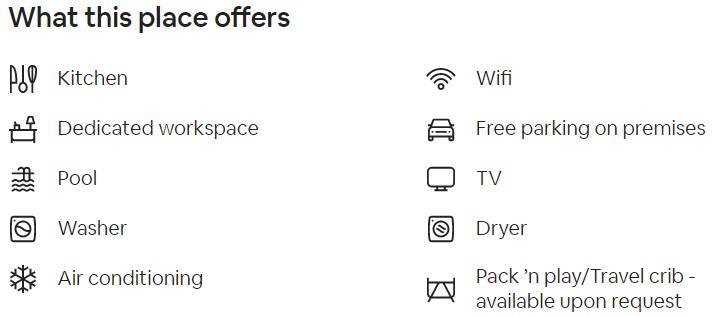 What this place offers
Kitchen
Wifi
Dedicated workspace
Free parking on premises
Pool
TV
Washer
Dryer
Air conditioning
Pack ’n play/Travel crib -
available upon request